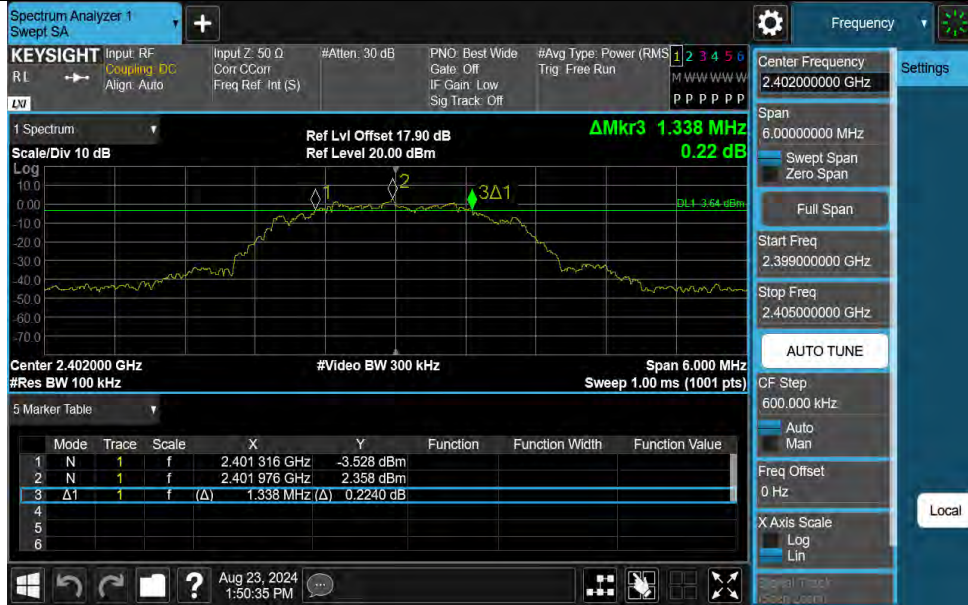 Spectrum Analyzer 1
Swept SA
Frequency
KEYSIGHT
RL
LXI
Input: RF
Coupling: DC
Align: Auto
Input Z: 50 Ω
Corr CCorr
Freq Ref: Int (S)
#Atten: 30 dB
PNO: Best Wide
Gate: Off
IF Gain: Low
Sig Track: Off
#Avg Type: Power (RMS
Trig: Free Run
1 2 3 4 5 6
M W W W W W
P P P P P P
Center Frequency
2.402000000 GHz
Settings
1 Spectrum
Scale/Div 10 dB
Ref Lvl Offset 17.90 dB
Ref Level 20.00 dBm
ΔMkr3 1.338 MHz
0.22 dB
Log
10.0
0.00
-10.0
-20.0
-30.0
-40.0
-50.0
-60.0
-70.0
1
2
3Δ1
DL1 -3.64 dBm
Center 2.402000 GHz
#Res BW 100 kHz
#Video BW 300 kHz
Span 6.000 MHz
Sweep 1.00 ms (1001 pts)
Span
6.00000000 MHz
Swept Span
Zero Span
Full Span
Start Freq
2.399000000 GHz
Stop Freq
2.405000000 GHz
AUTO TUNE
CF Step
600.000 kHz
Auto
Man
Freq Offset
0 Hz
X Axis Scale
Log
Lin
Signal Track
(Span Zoom)
Local
5 Marker Table
Mode Trace Scale X Y Function Function Width Function Value
1 N 1 f 2.401 316 GHz -3.528 dBm
2 N 1 f 2.401 976 GHz 2.358 dBm
3 Δ1 1 f (Δ) 1.338 MHz (Δ) 0.2240 dB
4
5
6
?
Aug 23, 2024
1:50:35 PM